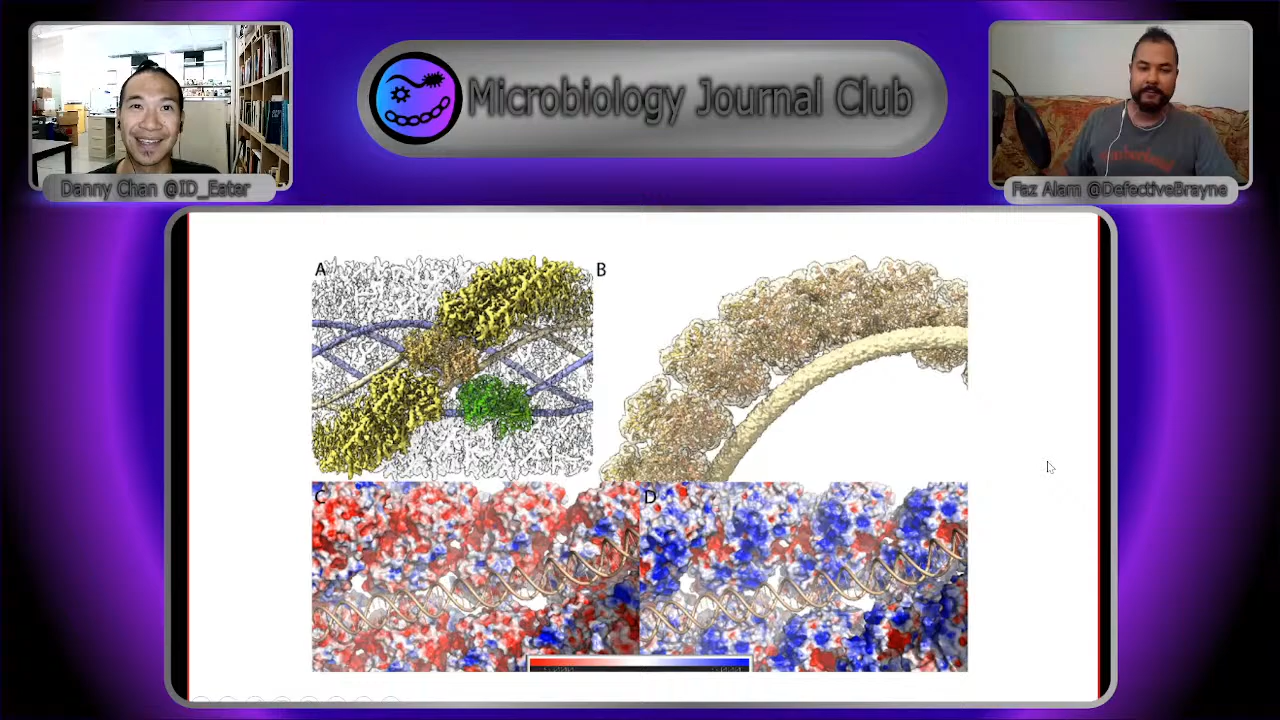 Microbiology Journal Club
Danny Chan @ID_Eater
Faz Alam @DefectiveBrayne
A
B
C
D